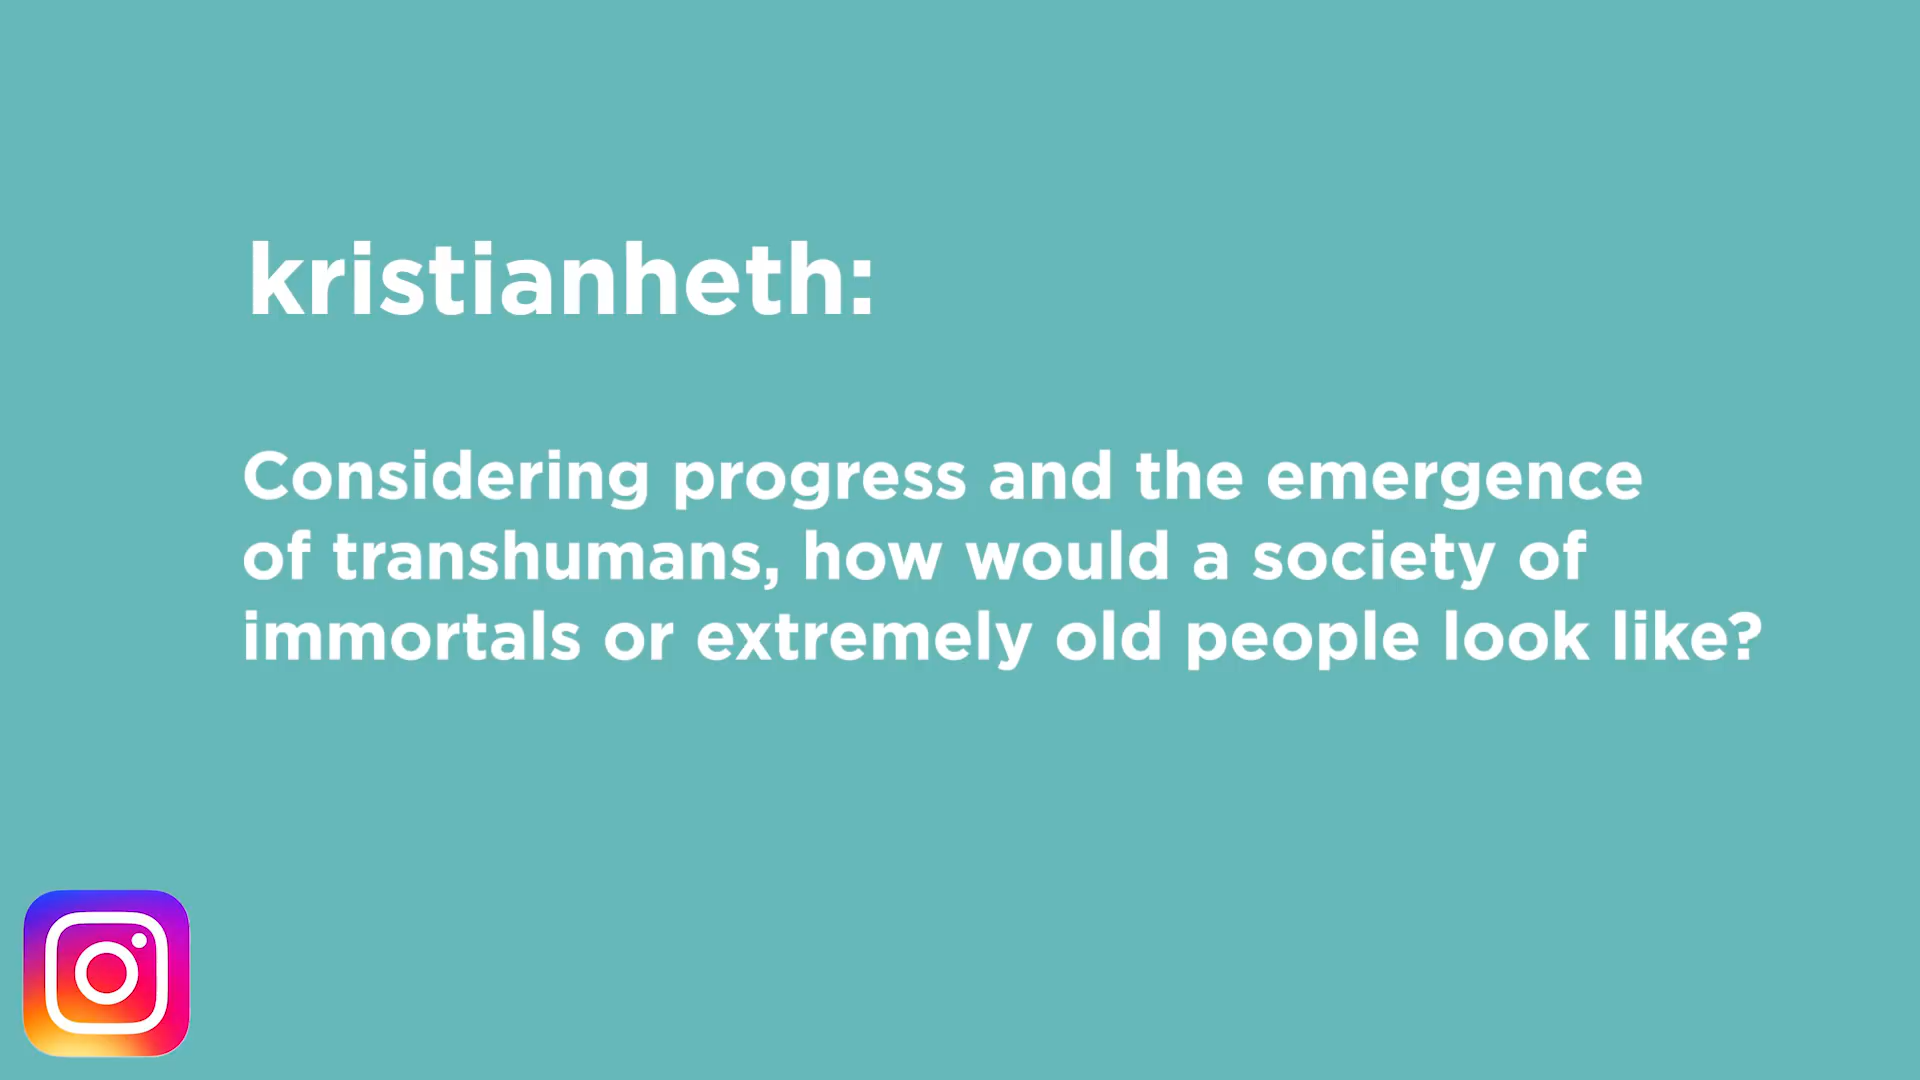 kristianheth:
Considering progress and the emergence
of transhumans, how would a society of
immortals or extremely old people look like?